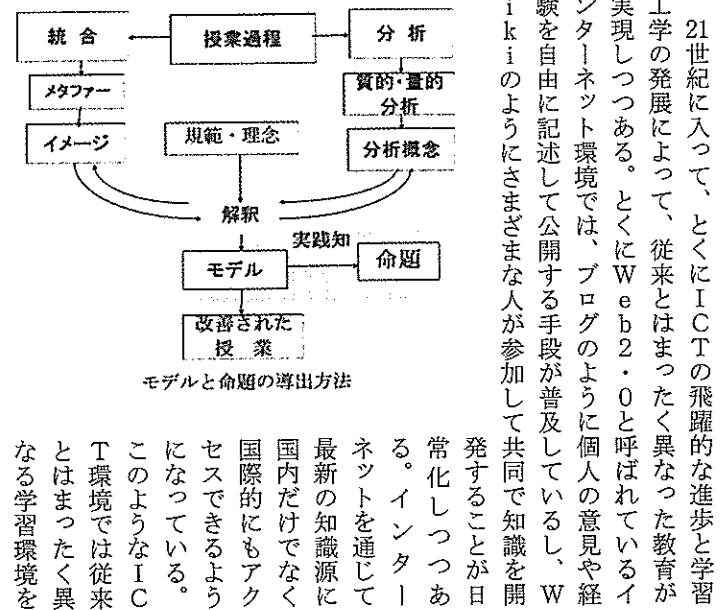 21世紀に入って、とくにICTの飛躍的な進歩と学習
工学の発展によって、従来とはまったく異なった教育が
実現しつつある。とくにWeb2・0と呼ばれているイ
ンターネット環境では、ブログのように個人の意見や経
験を自由に記述して公開する手段が普及しているし、W
ikiのようにさまざまな人が参加して共同で知識を開
発することが日
常化しつつあ
る。インター
ネットを通じて
最新の知識源に
国内だけでなく
国際的にもアク
セスできるよう
になっている。
このようなIC
T環境では従来
とはまったく異
なる学習環境を
統合
授業過程
分析
メタファー
質的・量的
分析
イメージ
規範・理念
分析概念
解釈
実践知
モデル
命題
改善された
授業
モデルと命題の導出方法